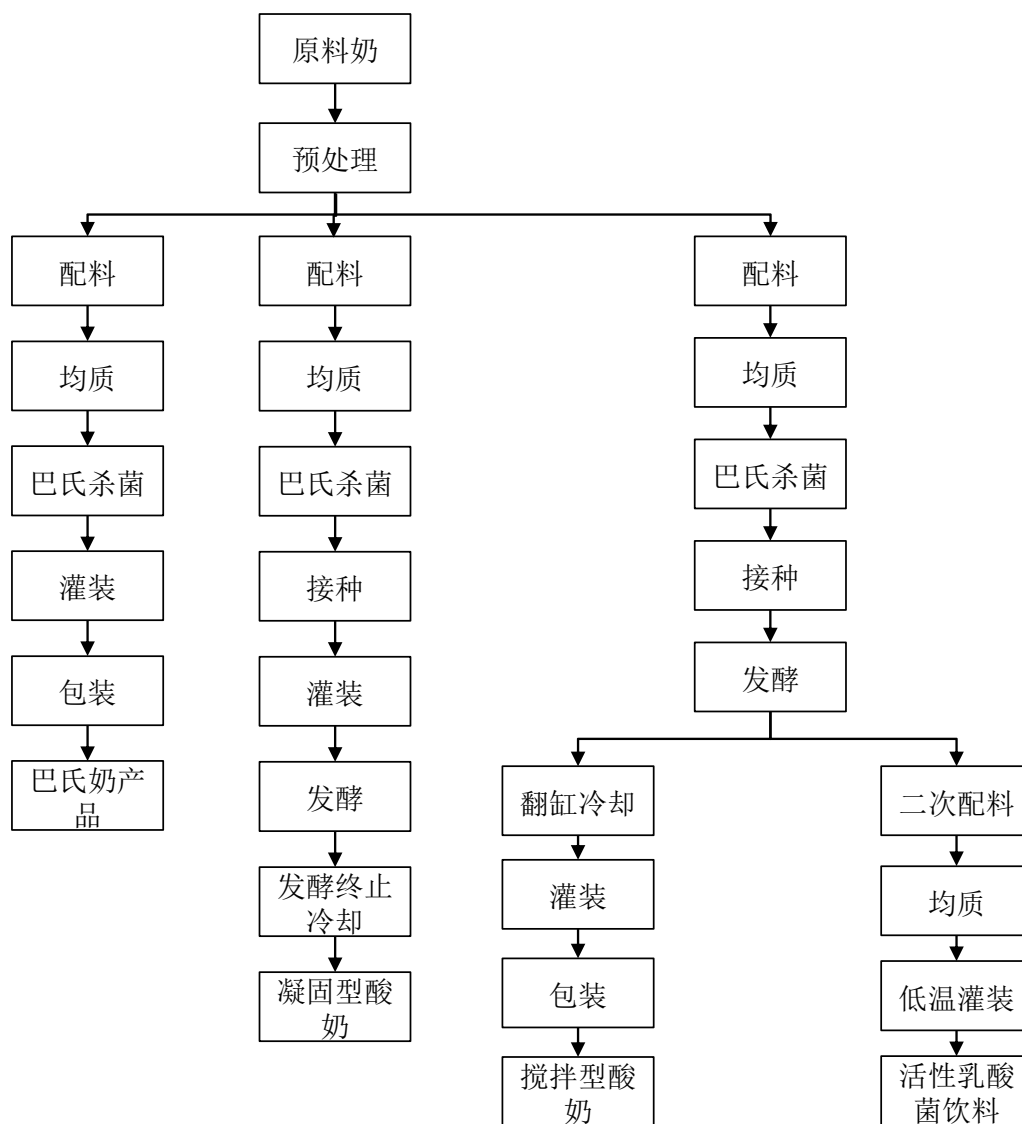 原料奶
预处理
配料
均质
巴氏杀菌
灌装
包装
巴氏奶产
品
配料
均质
巴氏杀菌
接种
灌装
发酵
发酵终止
冷却
凝固型酸
奶
配料
均质
巴氏杀菌
接种
发酵
翻缸冷却
灌装
包装
搅拌型酸
奶
二次配料
均质
低温灌装
活性乳酸
菌饮料